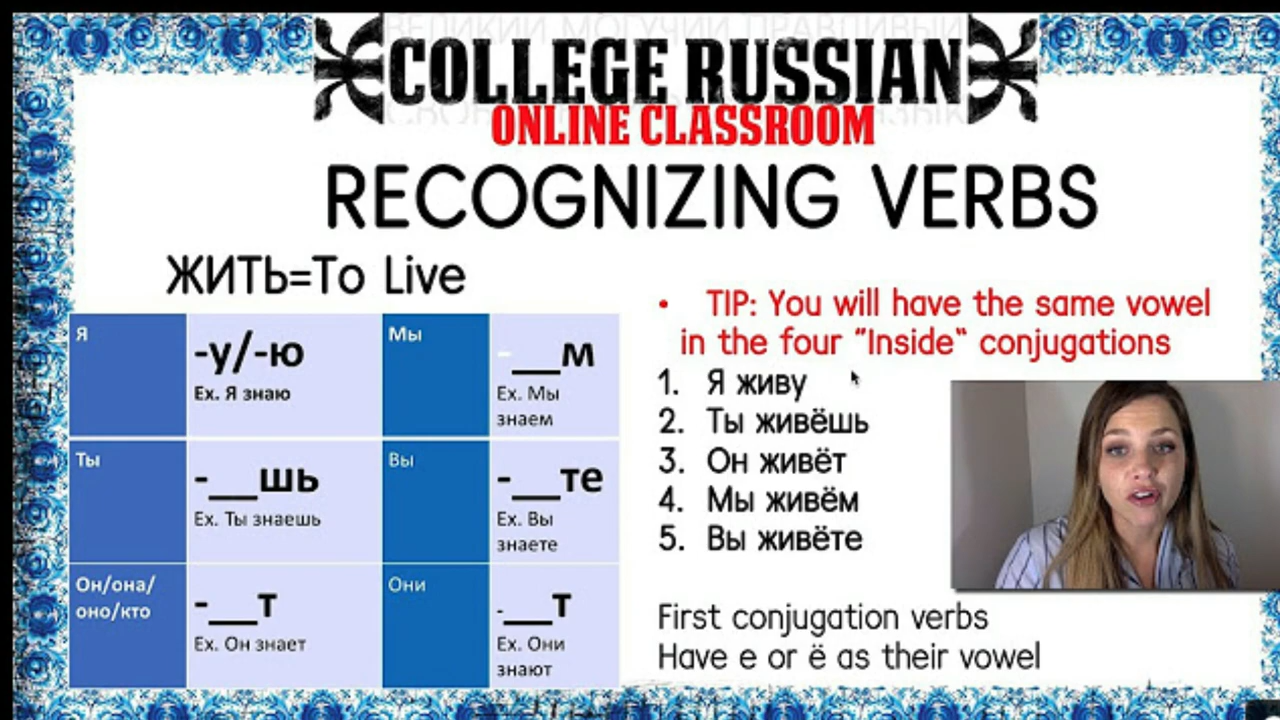 ВЕЛИКИЙ МОГУЧИЙ ПРАВДИВЫЙ
COLLEGE RUSSIAN
ONLINE CLASSROOM
RECOGNIZING VERBS
ЖИТЬ=To Live
Я
-у/-ю
Ex. Я знаю
Мы
-__м
Ex. Мы
знаем
Ты
-__шь
Ex. Ты знаешь
Вы
-__те
Ex. Вы
знаете
Он/она/
оно/кто
-__т
Ex. Он знает
Они
-__т
Ex. Они
знают
• TIP: You will have the same vowel
in the four "Inside" conjugations
1. Я живу
2. Ты живёшь
3. Он живёт
4. Мы живём
5. Вы живёте
First conjugation verbs
Have е or ё as their vowel